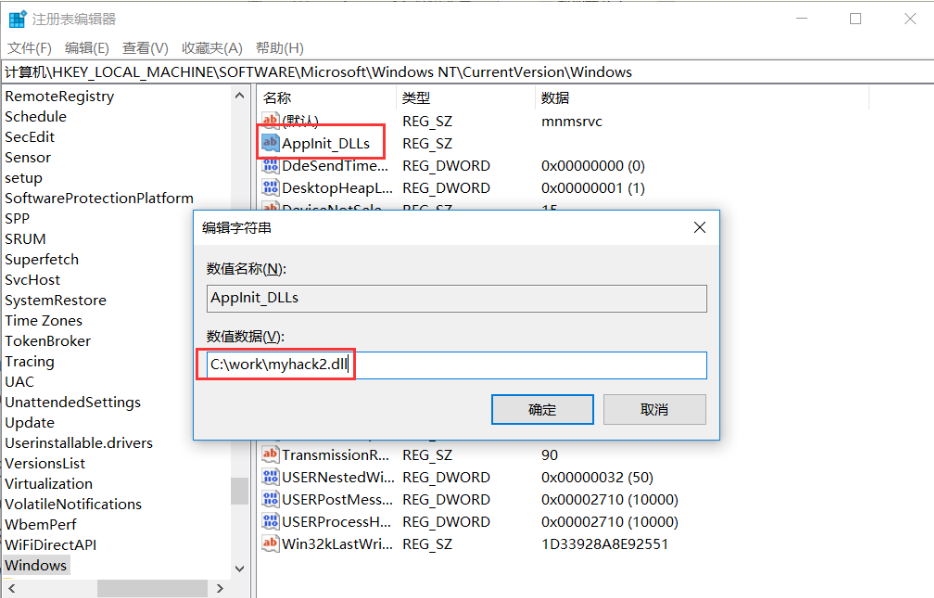 注册表编辑器
文件(F) 编辑(E) 查看(V) 收藏夹(A) 帮助(H)
计算机\HKEY_LOCAL_MACHINE\SOFTWARE\Microsoft\Windows NT\CurrentVersion\Windows
RemoteRegistry
Schedule
SecEdit
Sensor
setup
SoftwareProtectionPlatform
SPP
SRUM
Superfetch
SvcHost
SystemRestore
Time Zones
TokenBroker
Tracing
UAC
UnattendedSettings
Update
Userinstallable.drivers
VersionsList
Virtualization
VolatileNotifications
WbemPerf
WiFiDirectAPI
Windows
名称 类型 数据
ab (默认) REG_SZ mnmsrvc
ab AppInit_DLLs REG_SZ
DdeSendTime... REG_DWORD 0x00000000 (0)
DesktopHeapL... REG_DWORD 0x00000001 (1)
DeviceNotSele... REG_SZ 15
编辑字符串
数值名称(N):
AppInit_DLLs
数值数据(V):
C:\work\myhack2.dll
确定 取消
ab TransmissionR... REG_SZ 90
USERNestedWi... REG_DWORD 0x00000032 (50)
USERPostMess... REG_DWORD 0x00002710 (10000)
USERProcessH... REG_DWORD 0x00002710 (10000)
ab Win32kLastWri... REG_SZ 1D33928A8E92551